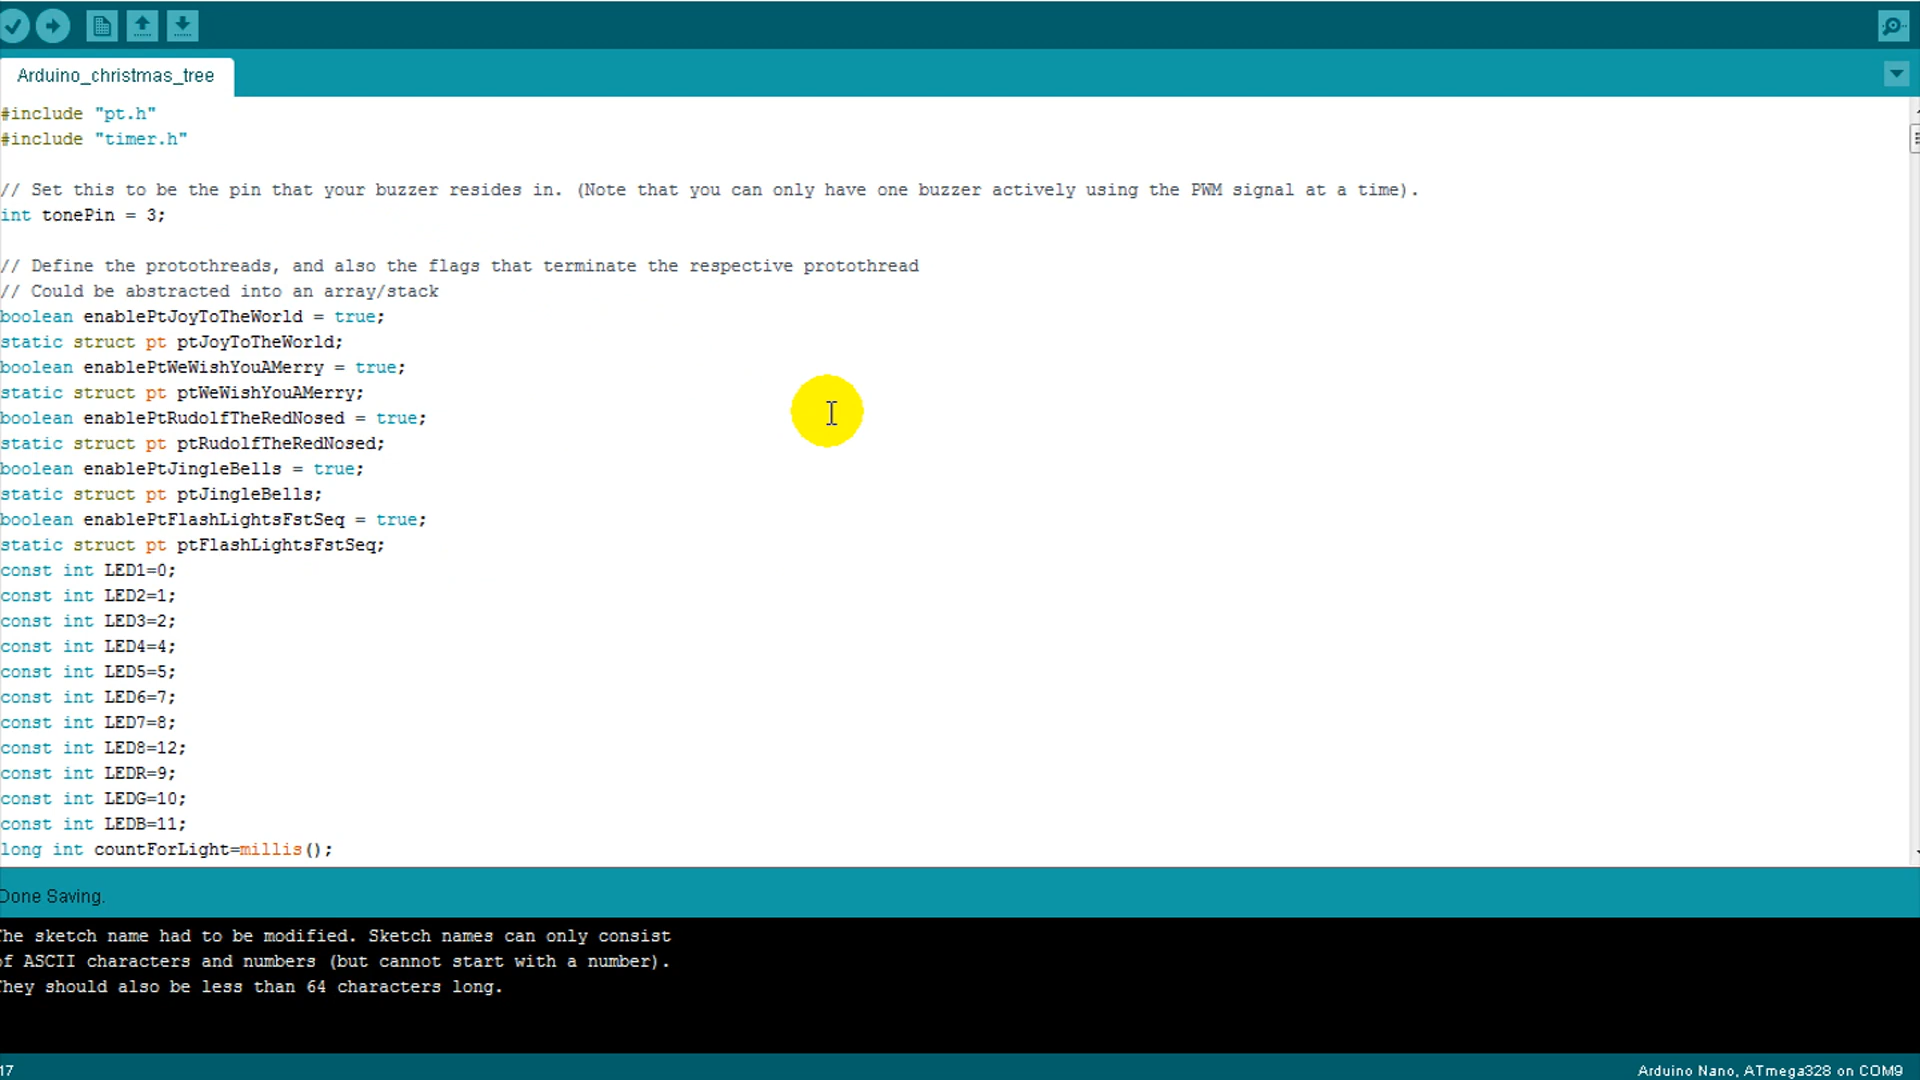 Arduino_christmas_tree
#include "pt.h"
#include "timer.h"
// Set this to be the pin that your buzzer resides in. (Note that you can only have one buzzer actively using the PWM signal at a time).
int tonePin = 3;
// Define the protothreads, and also the flags that terminate the respective protothread
// Could be abstracted into an array/stack
boolean enablePtJoyToTheWorld = true;
static struct pt ptJoyToTheWorld;
boolean enablePtWeWishYouAMerry = true;
static struct pt ptWeWishYouAMerry;
boolean enablePtRudolfTheRedNosed = true;
static struct pt ptRudolfTheRedNosed;
boolean enablePtJingleBells = true;
static struct pt ptJingleBells;
boolean enablePtFlashLightsFstSeq = true;
static struct pt ptFlashLightsFstSeq;
const int LED1=0;
const int LED2=1;
const int LED3=2;
const int LED4=4;
const int LED5=5;
const int LED6=7;
const int LED7=8;
const int LED8=12;
const int LEDR=9;
const int LEDG=10;
const int LEDB=11;
long int countForLight=millis();
Done Saving.
The sketch name had to be modified. Sketch names can only consist
of ASCII characters and numbers (but cannot start with a number).
They should also be less than 64 characters long.
17
Arduino Nano, ATmega328 on COM9